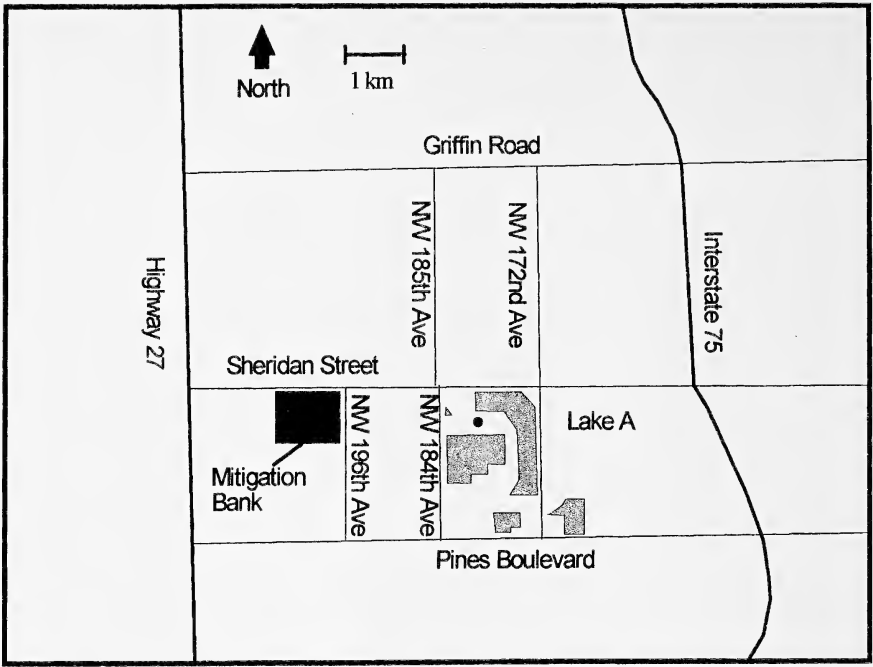 North
1 km
Griffin Road
NW 185th Ave
NW 172nd Ave
Interstate 75
Highway 27
Sheridan Street
NW 196th Ave
NW 184th Ave
Lake A
Mitigation
Bank
Pines Boulevard